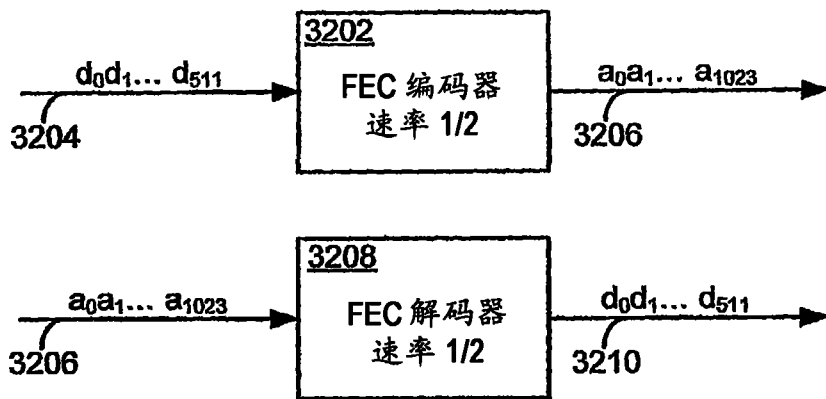 3202
d₀d₁... d₅₁₁
FEC 编码器
a₀a₁... a₁₀₂₃
速率 1/2
3204
3206
3208
a₀a₁... a₁₀₂₃
FEC 解码器
d₀d₁... d₅₁₁
速率 1/2
3206
3210